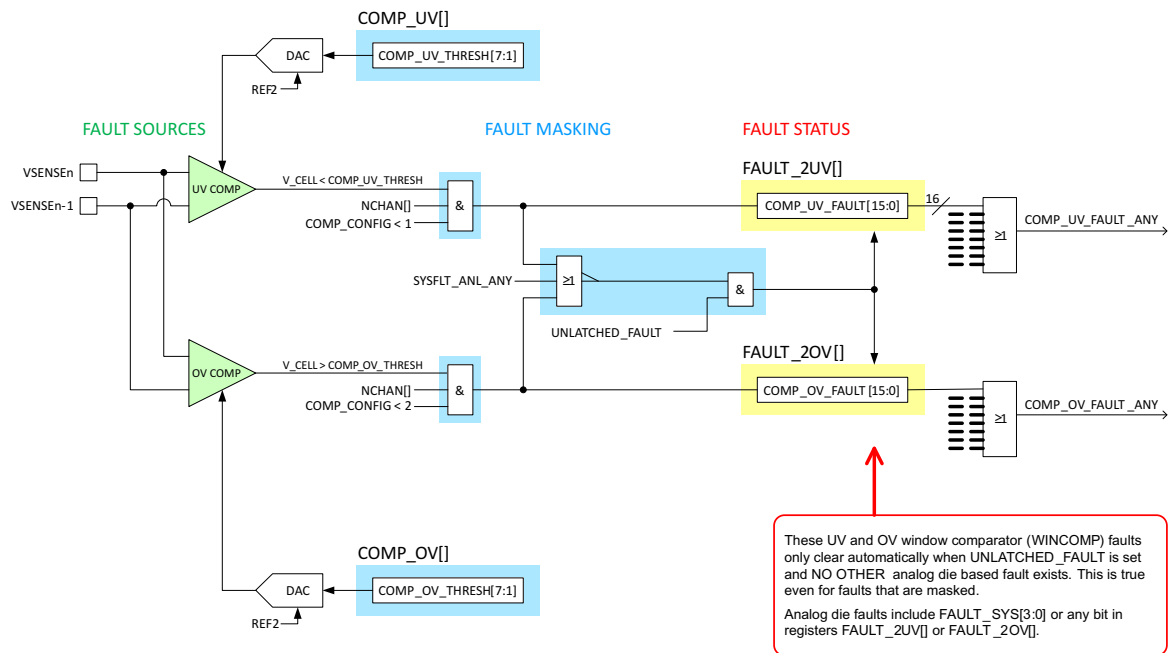 COMP_UV[]
DAC
COMP_UV_THRESH[7:1]
REF2
FAULT SOURCES
FAULT MASKING
FAULT STATUS
FAULT_2UV[]
VSENSEn
UV COMP
V_CELL < COMP_UV_THRESH
NCHAN[]
COMP_CONFIG < 1
&
COMP_UV_FAULT[15:0]
16
≥1
COMP_UV_FAULT_ANY
VSENSEn-1
SYSFLT_ANL_ANY
≥1
&
UNLATCHED_FAULT
FAULT_2OV[]
OV COMP
V_CELL > COMP_OV_THRESH
NCHAN[]
COMP_CONFIG < 2
&
COMP_OV_FAULT[15:0]
≥1
COMP_OV_FAULT_ANY
COMP_OV[]
DAC
COMP_OV_THRESH[7:1]
REF2
These UV and OV window comparator (WINCOMP) faults
only clear automatically when UNLATCHED_FAULT is set
and NO OTHER analog die based fault exists. This is true
even for faults that are masked.
Analog die faults include FAULT_SYS[3:0] or any bit in
registers FAULT_2UV[] or FAULT_2OV[].